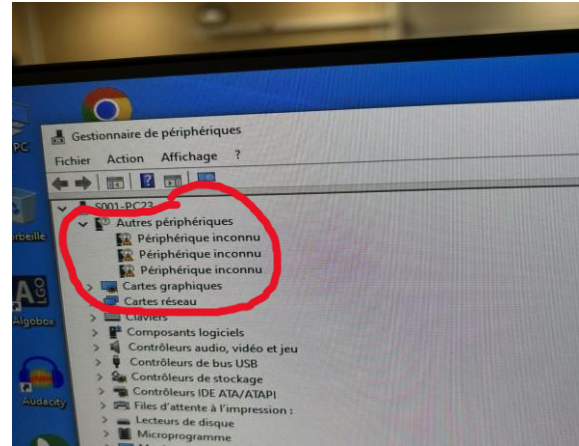 PC
Gestionnaire de périphériques
Fichier Action Affichage ?
S001-PC23
Autres périphériques
Périphérique inconnu
Périphérique inconnu
Périphérique inconnu
Cartes graphiques
Cartes réseau
Claviers
Composants logiciels
Contrôleurs audio, vidéo et jeu
Contrôleurs de bus USB
Contrôleurs de stockage
Contrôleurs IDE ATA/ATAPI
Files d'attente à l'impression :
Lecteurs de disque
Microprogramme
orbeille
ALGO
Algobox
Audacity